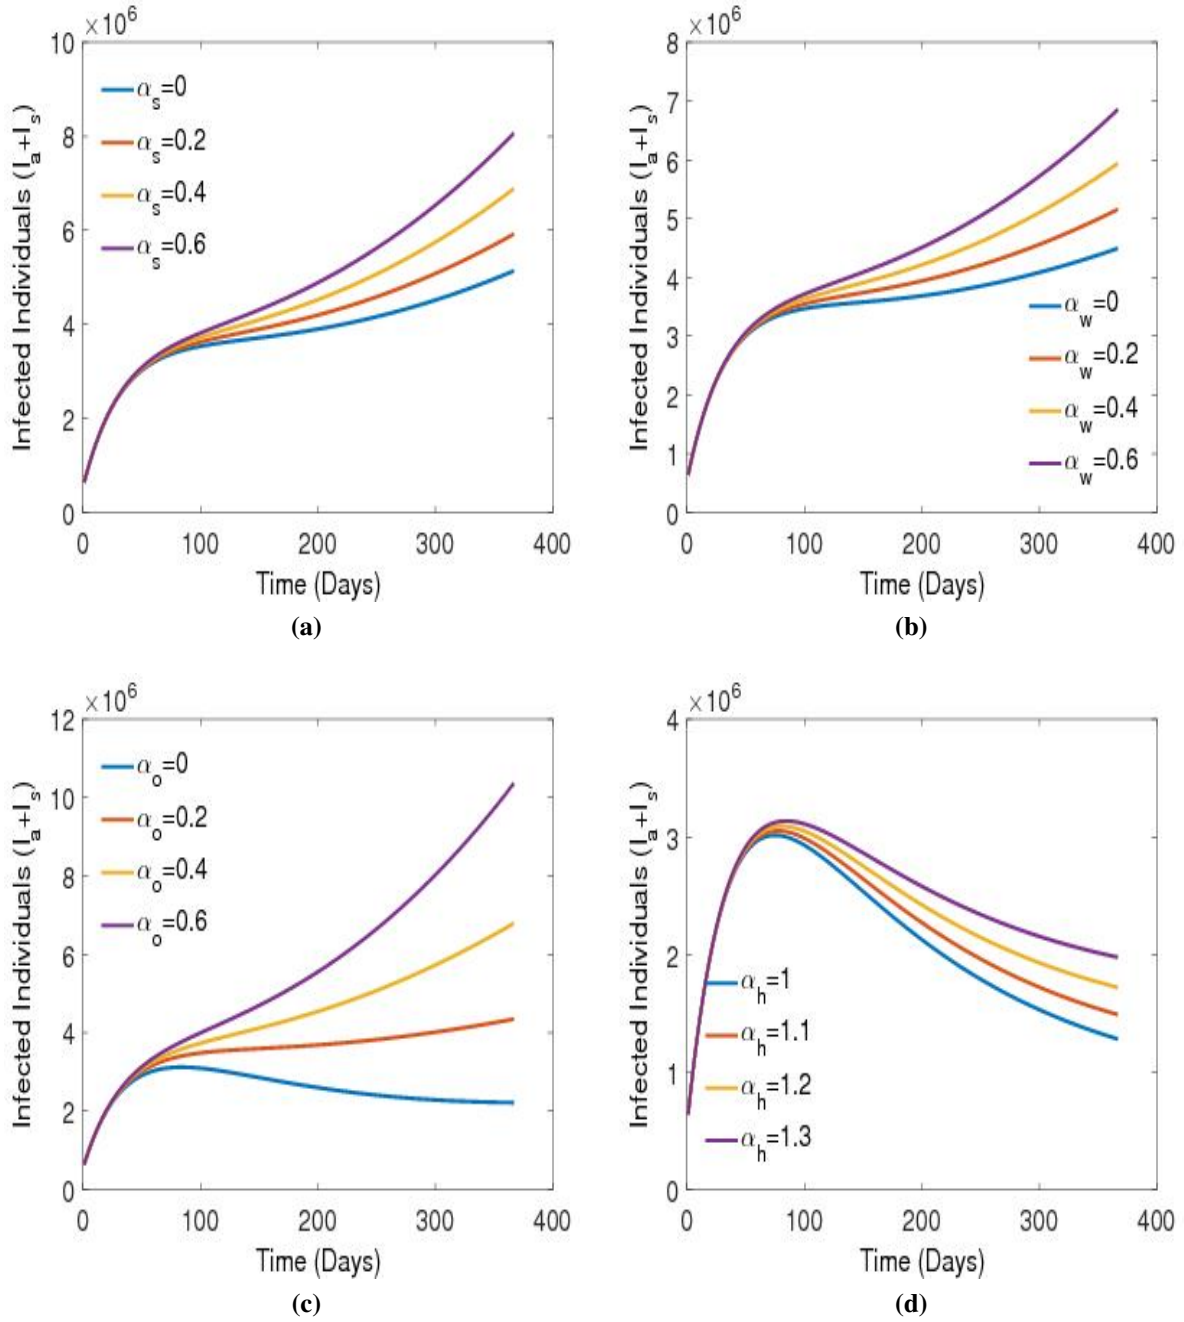 ×10^6
10
8
6
4
2
0
Infected Individuals (I_a+I_s)
α_s=0
α_s=0.2
α_s=0.4
α_s=0.6
0 100 200 300 400
Time (Days)
(a)
×10^6
8
7
6
5
4
3
2
1
0
Infected Individuals (I_a+I_s)
α_w=0
α_w=0.2
α_w=0.4
α_w=0.6
0 100 200 300 400
Time (Days)
(b)
×10^6
12
10
8
6
4
2
0
Infected Individuals (I_a+I_s)
α_o=0
α_o=0.2
α_o=0.4
α_o=0.6
0 100 200 300 400
Time (Days)
(c)
×10^6
4
3
2
1
0
Infected Individuals (I_a+I_s)
α_h=1
α_h=1.1
α_h=1.2
α_h=1.3
0 100 200 300 400
Time (Days)
(d)